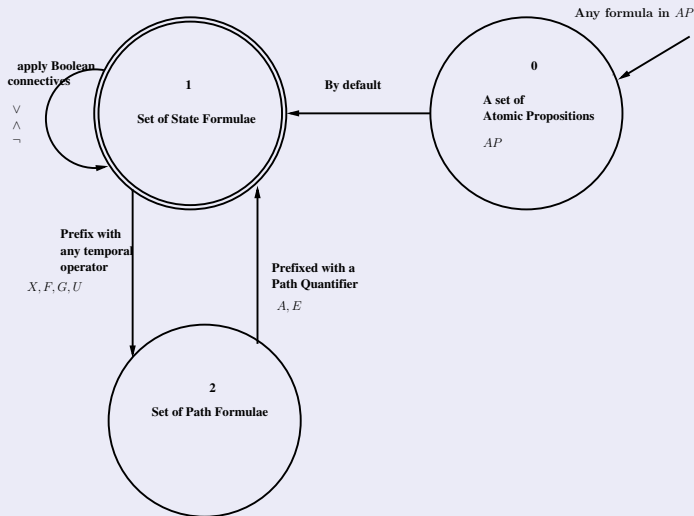 Any formula in AP
0
A set of
Atomic Propositions
AP
By default
1
Set of State Formulae
apply Boolean
connectives
∨
∧
¬
Prefix with
any temporal
operator
X, F, G, U
Prefixed with a
Path Quantifier
A, E
2
Set of Path Formulae